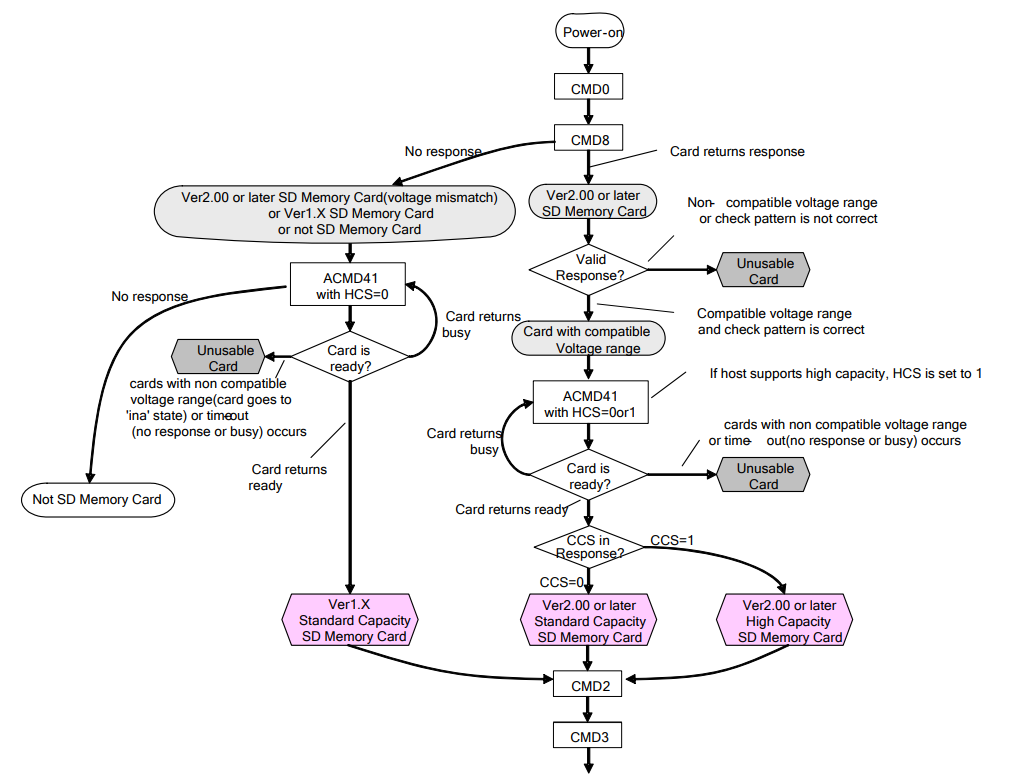 Power-on
CMD0
CMD8
No response
Card returns response
Ver2.00 or later SD Memory Card(voltage mismatch)
or Ver1.X SD Memory Card
or not SD Memory Card
Ver2.00 or later
SD Memory Card
Non- compatible voltage range
or check pattern is not correct
Valid
Response?
Unusable
Card
ACMD41
with HCS=0
No response
Card returns
busy
Compatible voltage range
and check pattern is correct
Card with compatible
Voltage range
Card is
ready?
Unusable
Card
cards with non compatible
voltage range(card goes to
'ina' state) or time-out
(no response or busy) occurs
If host supports high capacity, HCS is set to 1
ACMD41
with HCS=0or1
Card returns
busy
cards with non compatible voltage range
or time- out(no response or busy) occurs
Card is
ready?
Unusable
Card
Card returns
ready
Not SD Memory Card
Card returns ready
CCS in
Response?
CCS=1
CCS=0
Ver1.X
Standard Capacity
SD Memory Card
Ver2.00 or later
Standard Capacity
SD Memory Card
Ver2.00 or later
High Capacity
SD Memory Card
CMD2
CMD3